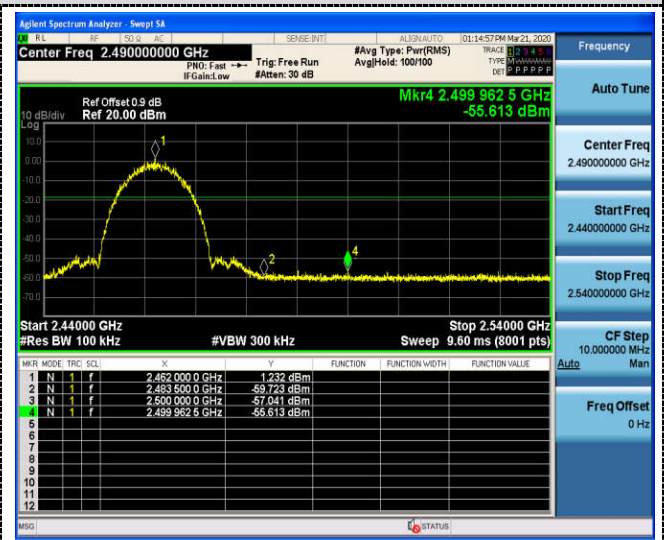 Agilent Spectrum Analyzer - Swept SA
RL RF 50 Ω AC SENSE:INT ALIGNAUTO 01:14:57 PM Mar 21, 2020
Center Freq 2.490000000 GHz
PNO: Fast
IFGain:Low
Trig: Free Run
#Atten: 30 dB
#Avg Type: Pwr(RMS)
Avg|Hold: 100/100
TRACE 1 2 3 4 5 6
TYPE M
DET P P P P P P
Ref Offset 0.9 dB
10 dB/div Ref 20.00 dBm
Log
Mkr4 2.499 962 5 GHz
-55.613 dBm
10.0
0.00
-10.0
-20.0
-30.0
-40.0
-50.0
-60.0
-70.0
1
2
4
Start 2.44000 GHz
Stop 2.54000 GHz
#Res BW 100 kHz
#VBW 300 kHz
Sweep 9.60 ms (8001 pts)
MKR MODE TRC SCL X Y FUNCTION FUNCTION WIDTH FUNCTION VALUE
1 N 1 f 2.462 000 0 GHz 1.232 dBm
2 N 1 f 2.483 500 0 GHz -59.723 dBm
3 N 1 f 2.500 000 0 GHz -57.041 dBm
4 N 1 f 2.499 962 5 GHz -55.613 dBm
5
6
7
8
9
10
11
12
MSG
STATUS
Frequency
Auto Tune
Center Freq
2.490000000 GHz
Start Freq
2.440000000 GHz
Stop Freq
2.540000000 GHz
CF Step
10.000000 MHz
Auto Man
Freq Offset
0 Hz